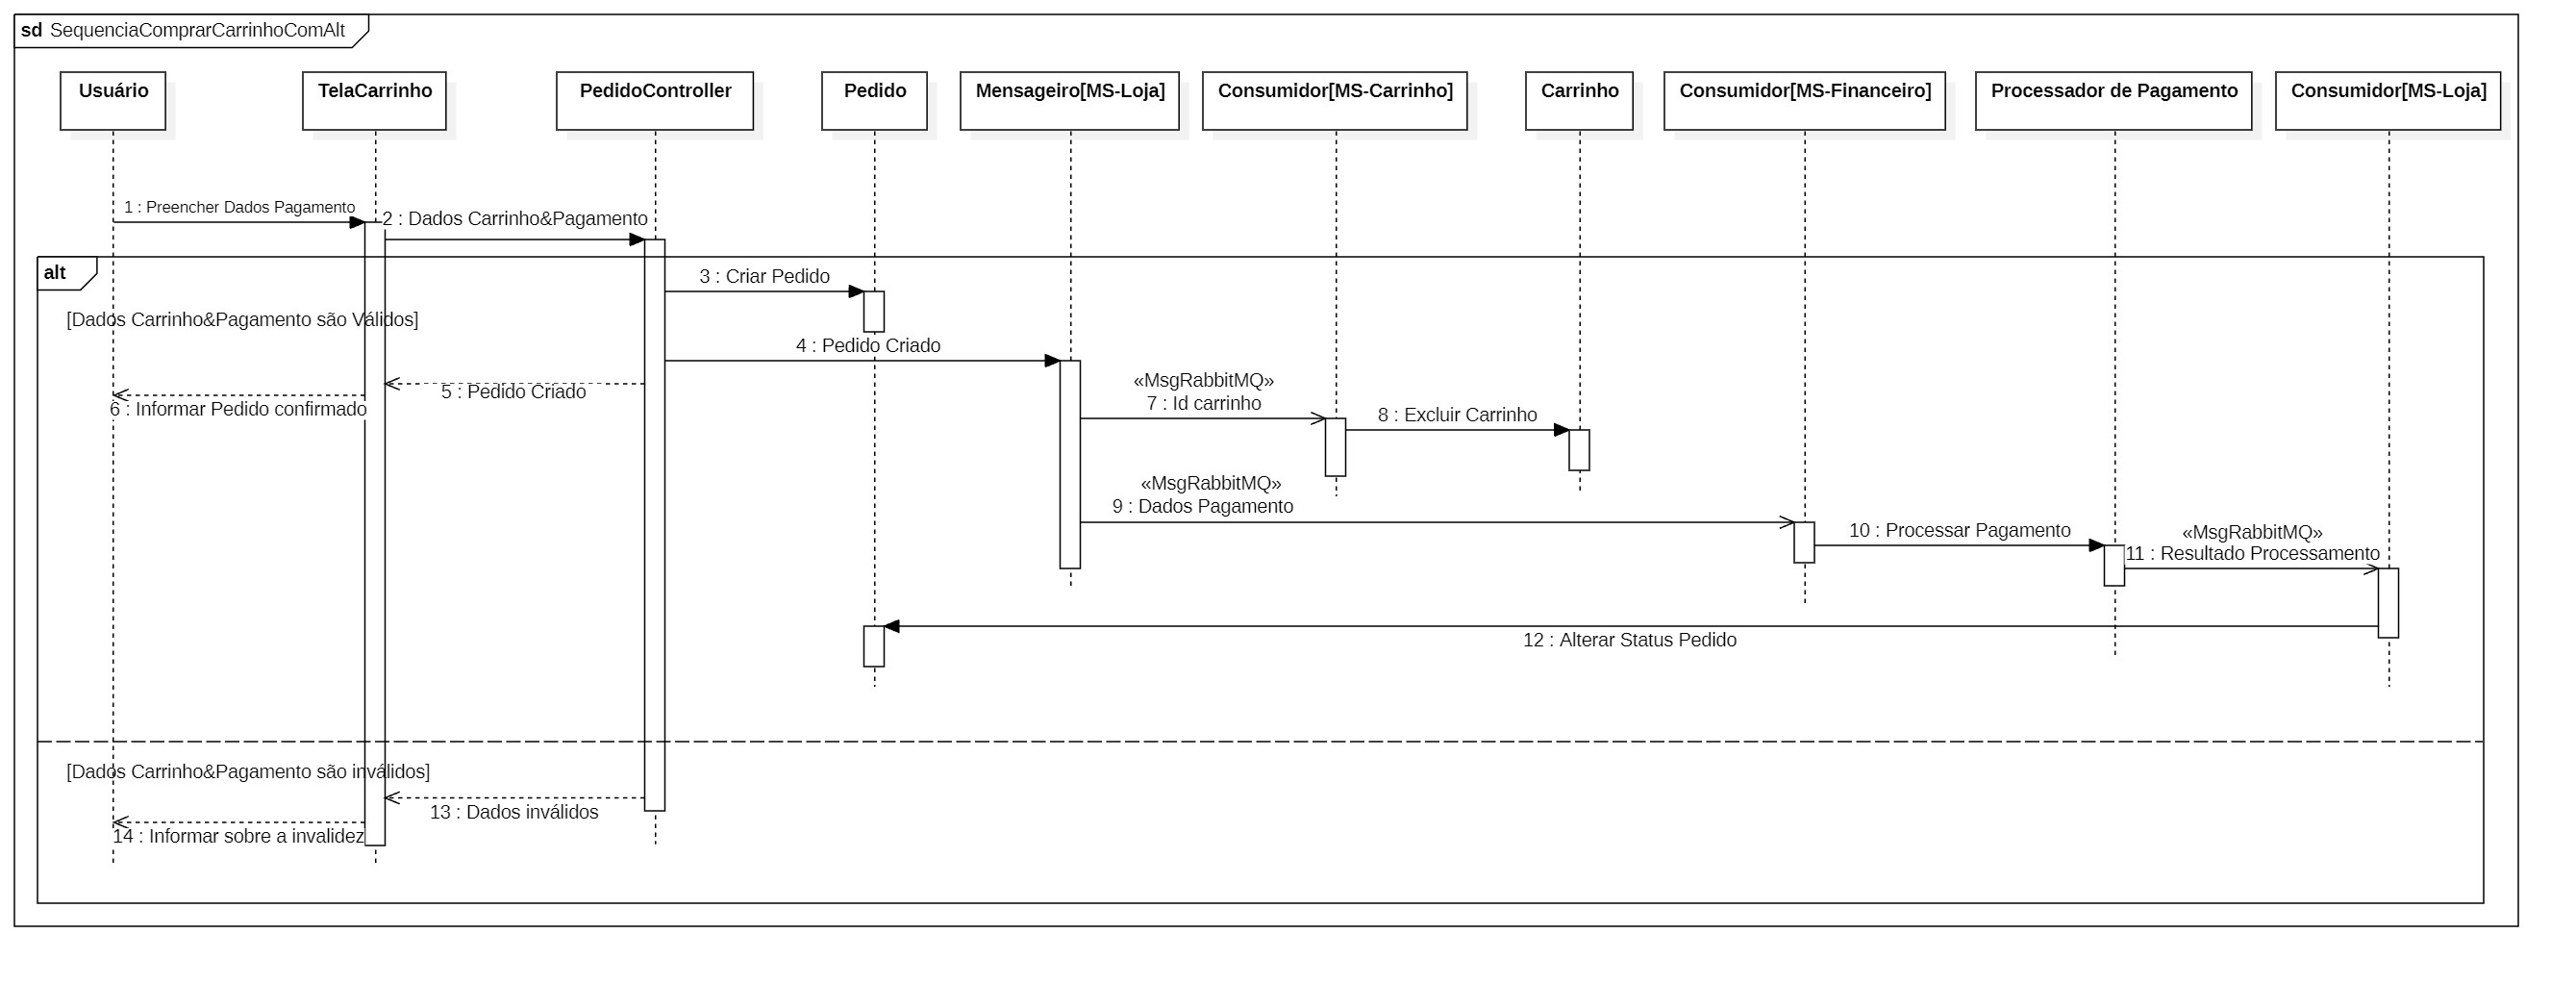 sd SequenciaComprarCarrinhoComAlt
Usuário
TelaCarrinho
PedidoController
Pedido
Mensageiro[MS-Loja]
Consumidor[MS-Carrinho]
Carrinho
Consumidor[MS-Financeiro]
Processador de Pagamento
Consumidor[MS-Loja]
1 : Preencher Dados Pagamento
2 : Dados Carrinho&Pagamento
alt
3 : Criar Pedido
[Dados Carrinho&Pagamento são Válidos]
4 : Pedido Criado
5 : Pedido Criado
6 : Informar Pedido confirmado
«MsgRabbitMQ»
7 : Id carrinho
8 : Excluir Carrinho
«MsgRabbitMQ»
9 : Dados Pagamento
10 : Processar Pagamento
«MsgRabbitMQ»
11 : Resultado Processamento
12 : Alterar Status Pedido
[Dados Carrinho&Pagamento são inválidos]
13 : Dados inválidos
14 : Informar sobre a invalidez